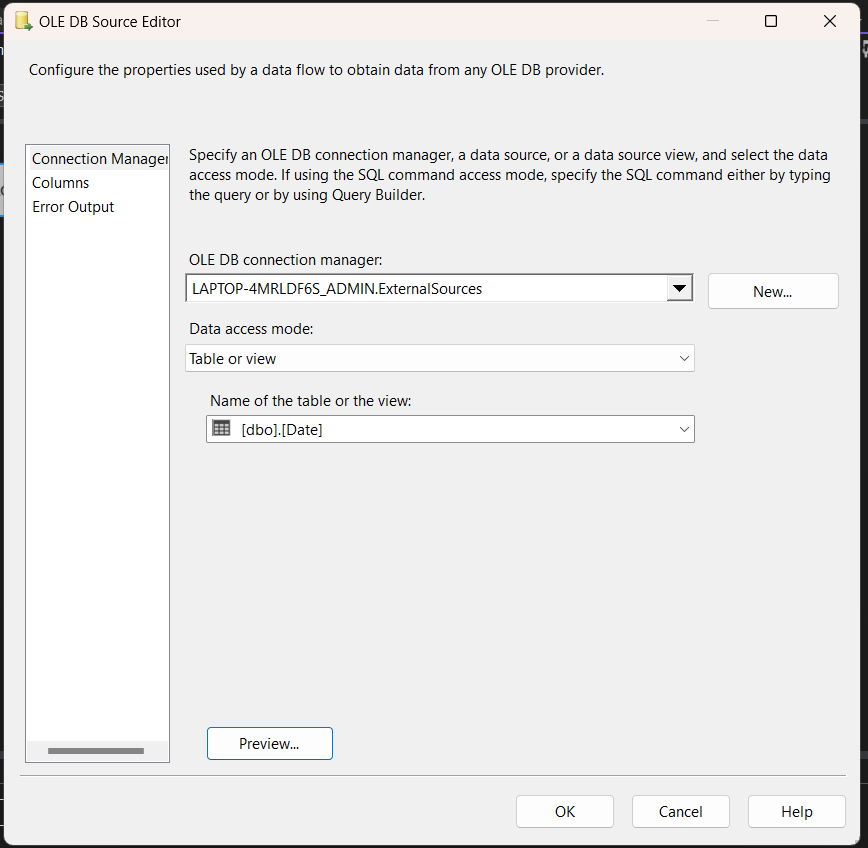 OLE DB Source Editor
Configure the properties used by a data flow to obtain data from any OLE DB provider.
Connection Manager
Columns
Error Output
Specify an OLE DB connection manager, a data source, or a data source view, and select the data
access mode. If using the SQL command access mode, specify the SQL command either by typing
the query or by using Query Builder.
OLE DB connection manager:
LAPTOP-4MRLDF6S_ADMIN.ExternalSources
New...
Data access mode:
Table or view
Name of the table or the view:
[dbo].[Date]
Preview...
OK
Cancel
Help